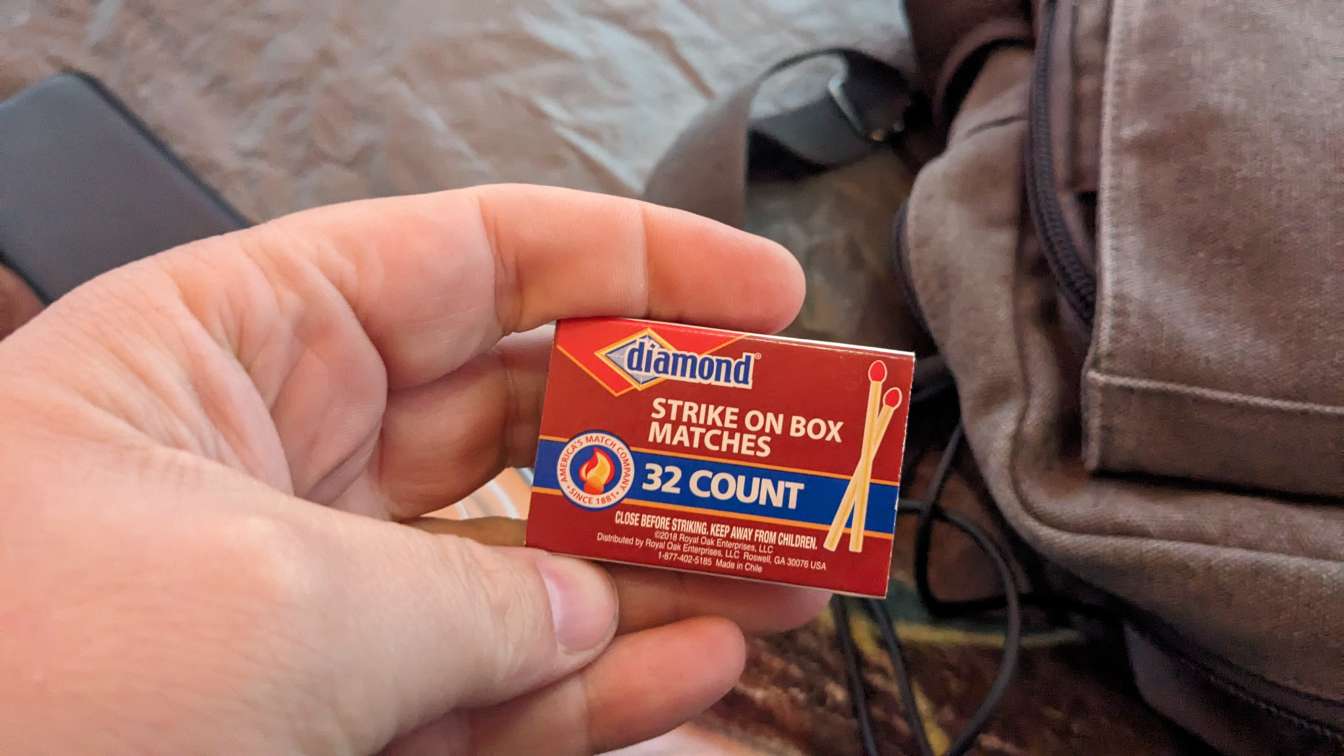 diamond®
STRIKE ON BOX
MATCHES
AMERICA'S MATCH COMPANY
• SINCE 1881 •
32 COUNT
CLOSE BEFORE STRIKING. KEEP AWAY FROM CHILDREN.
©2018 Royal Oak Enterprises, LLC
Distributed by Royal Oak Enterprises, LLC Roswell, GA 30076 USA
1-877-402-5185 Made in Chile